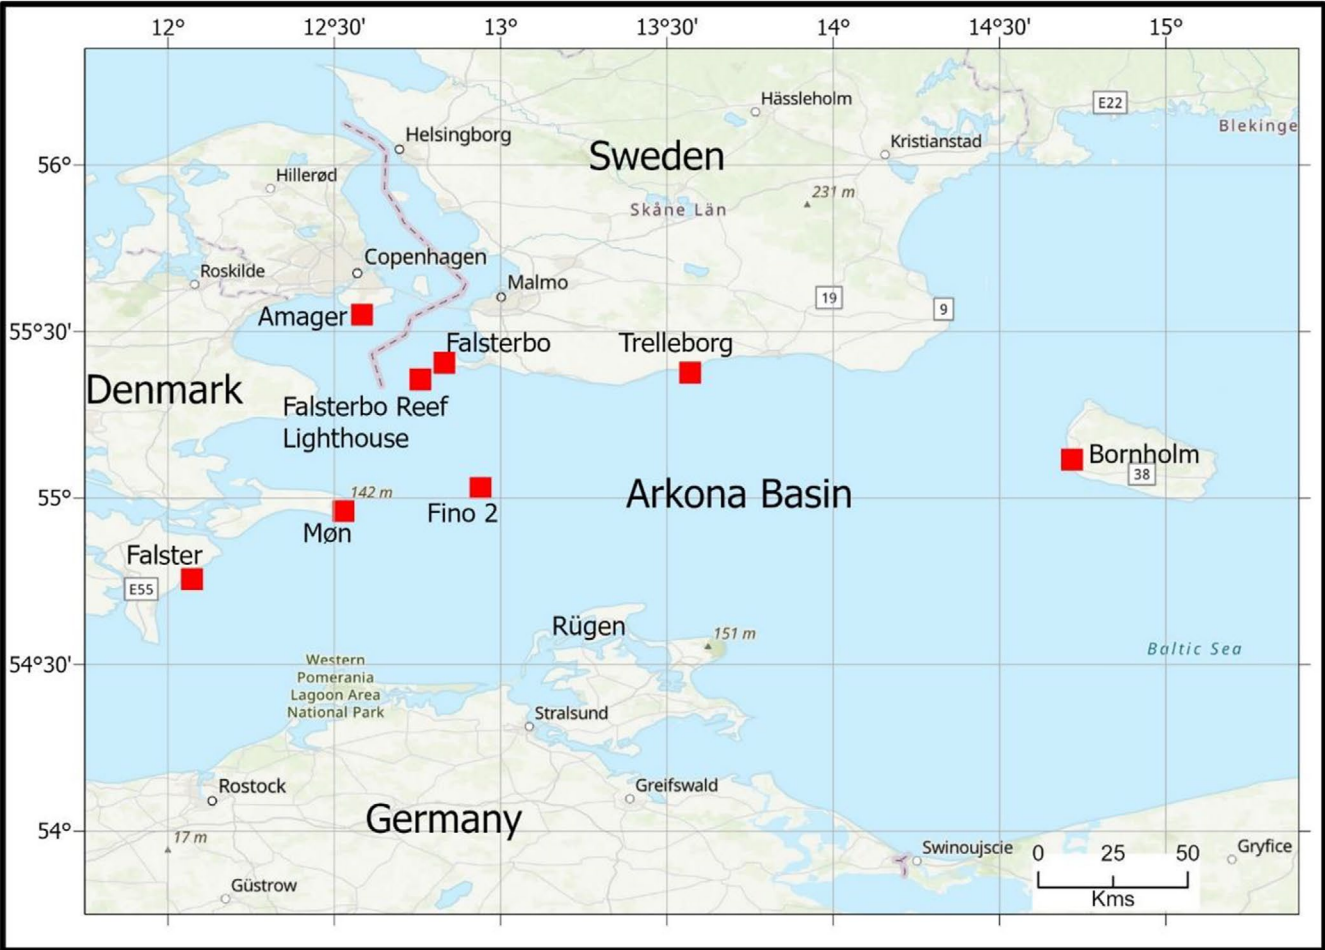 12°
12°30'
13°
13°30'
14°
14°30'
15°
Hässleholm
E22
Blekinge
Helsingborg
Sweden
Kristianstad
56°
Hillerød
231 m
Skåne Län
Copenhagen
Roskilde
Malmo
19
9
Amager
55°30'
Falsterbo
Trelleborg
Denmark
Falsterbo Reef
Lighthouse
Bornholm
38
142 m
55°
Arkona Basin
Fino 2
Møn
Falster
E55
Rügen
151 m
Baltic Sea
54°30'
Western
Pomerania
Lagoon Area
National Park
Stralsund
Rostock
Greifswald
Germany
54°
17 m
Swinoujscie
Gryfice
0 25 50
Kms
Güstrow